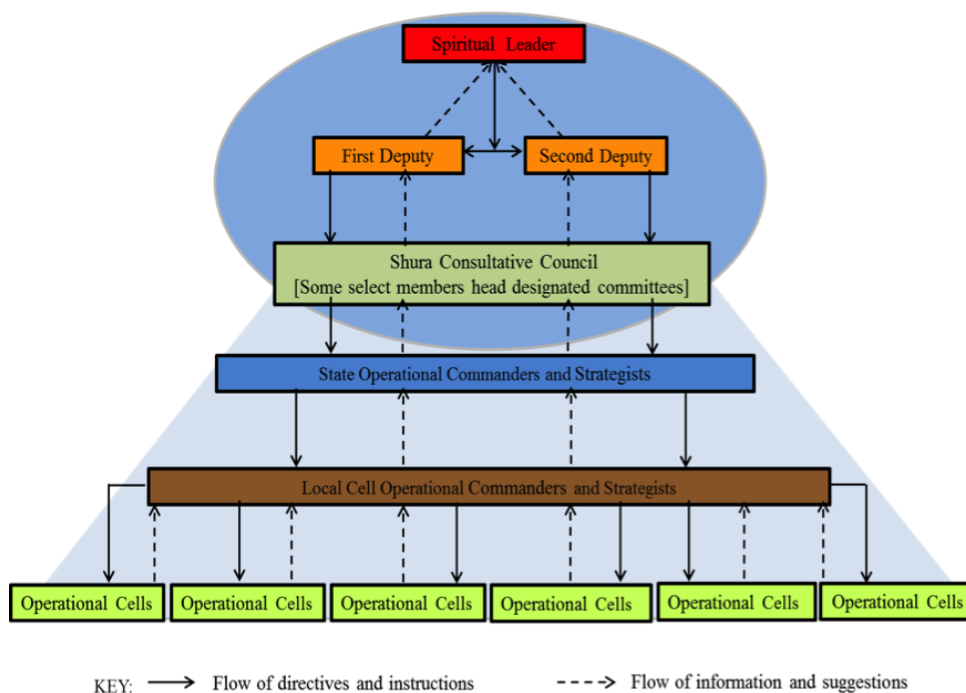 Spiritual Leader
First Deputy
Second Deputy
Shura Consultative Council
[Some select members head designated committees]
State Operational Commanders and Strategists
Local Cell Operational Commanders and Strategists
Operational Cells
Operational Cells
Operational Cells
Operational Cells
Operational Cells
Operational Cells
KEY: Flow of directives and instructions Flow of information and suggestions